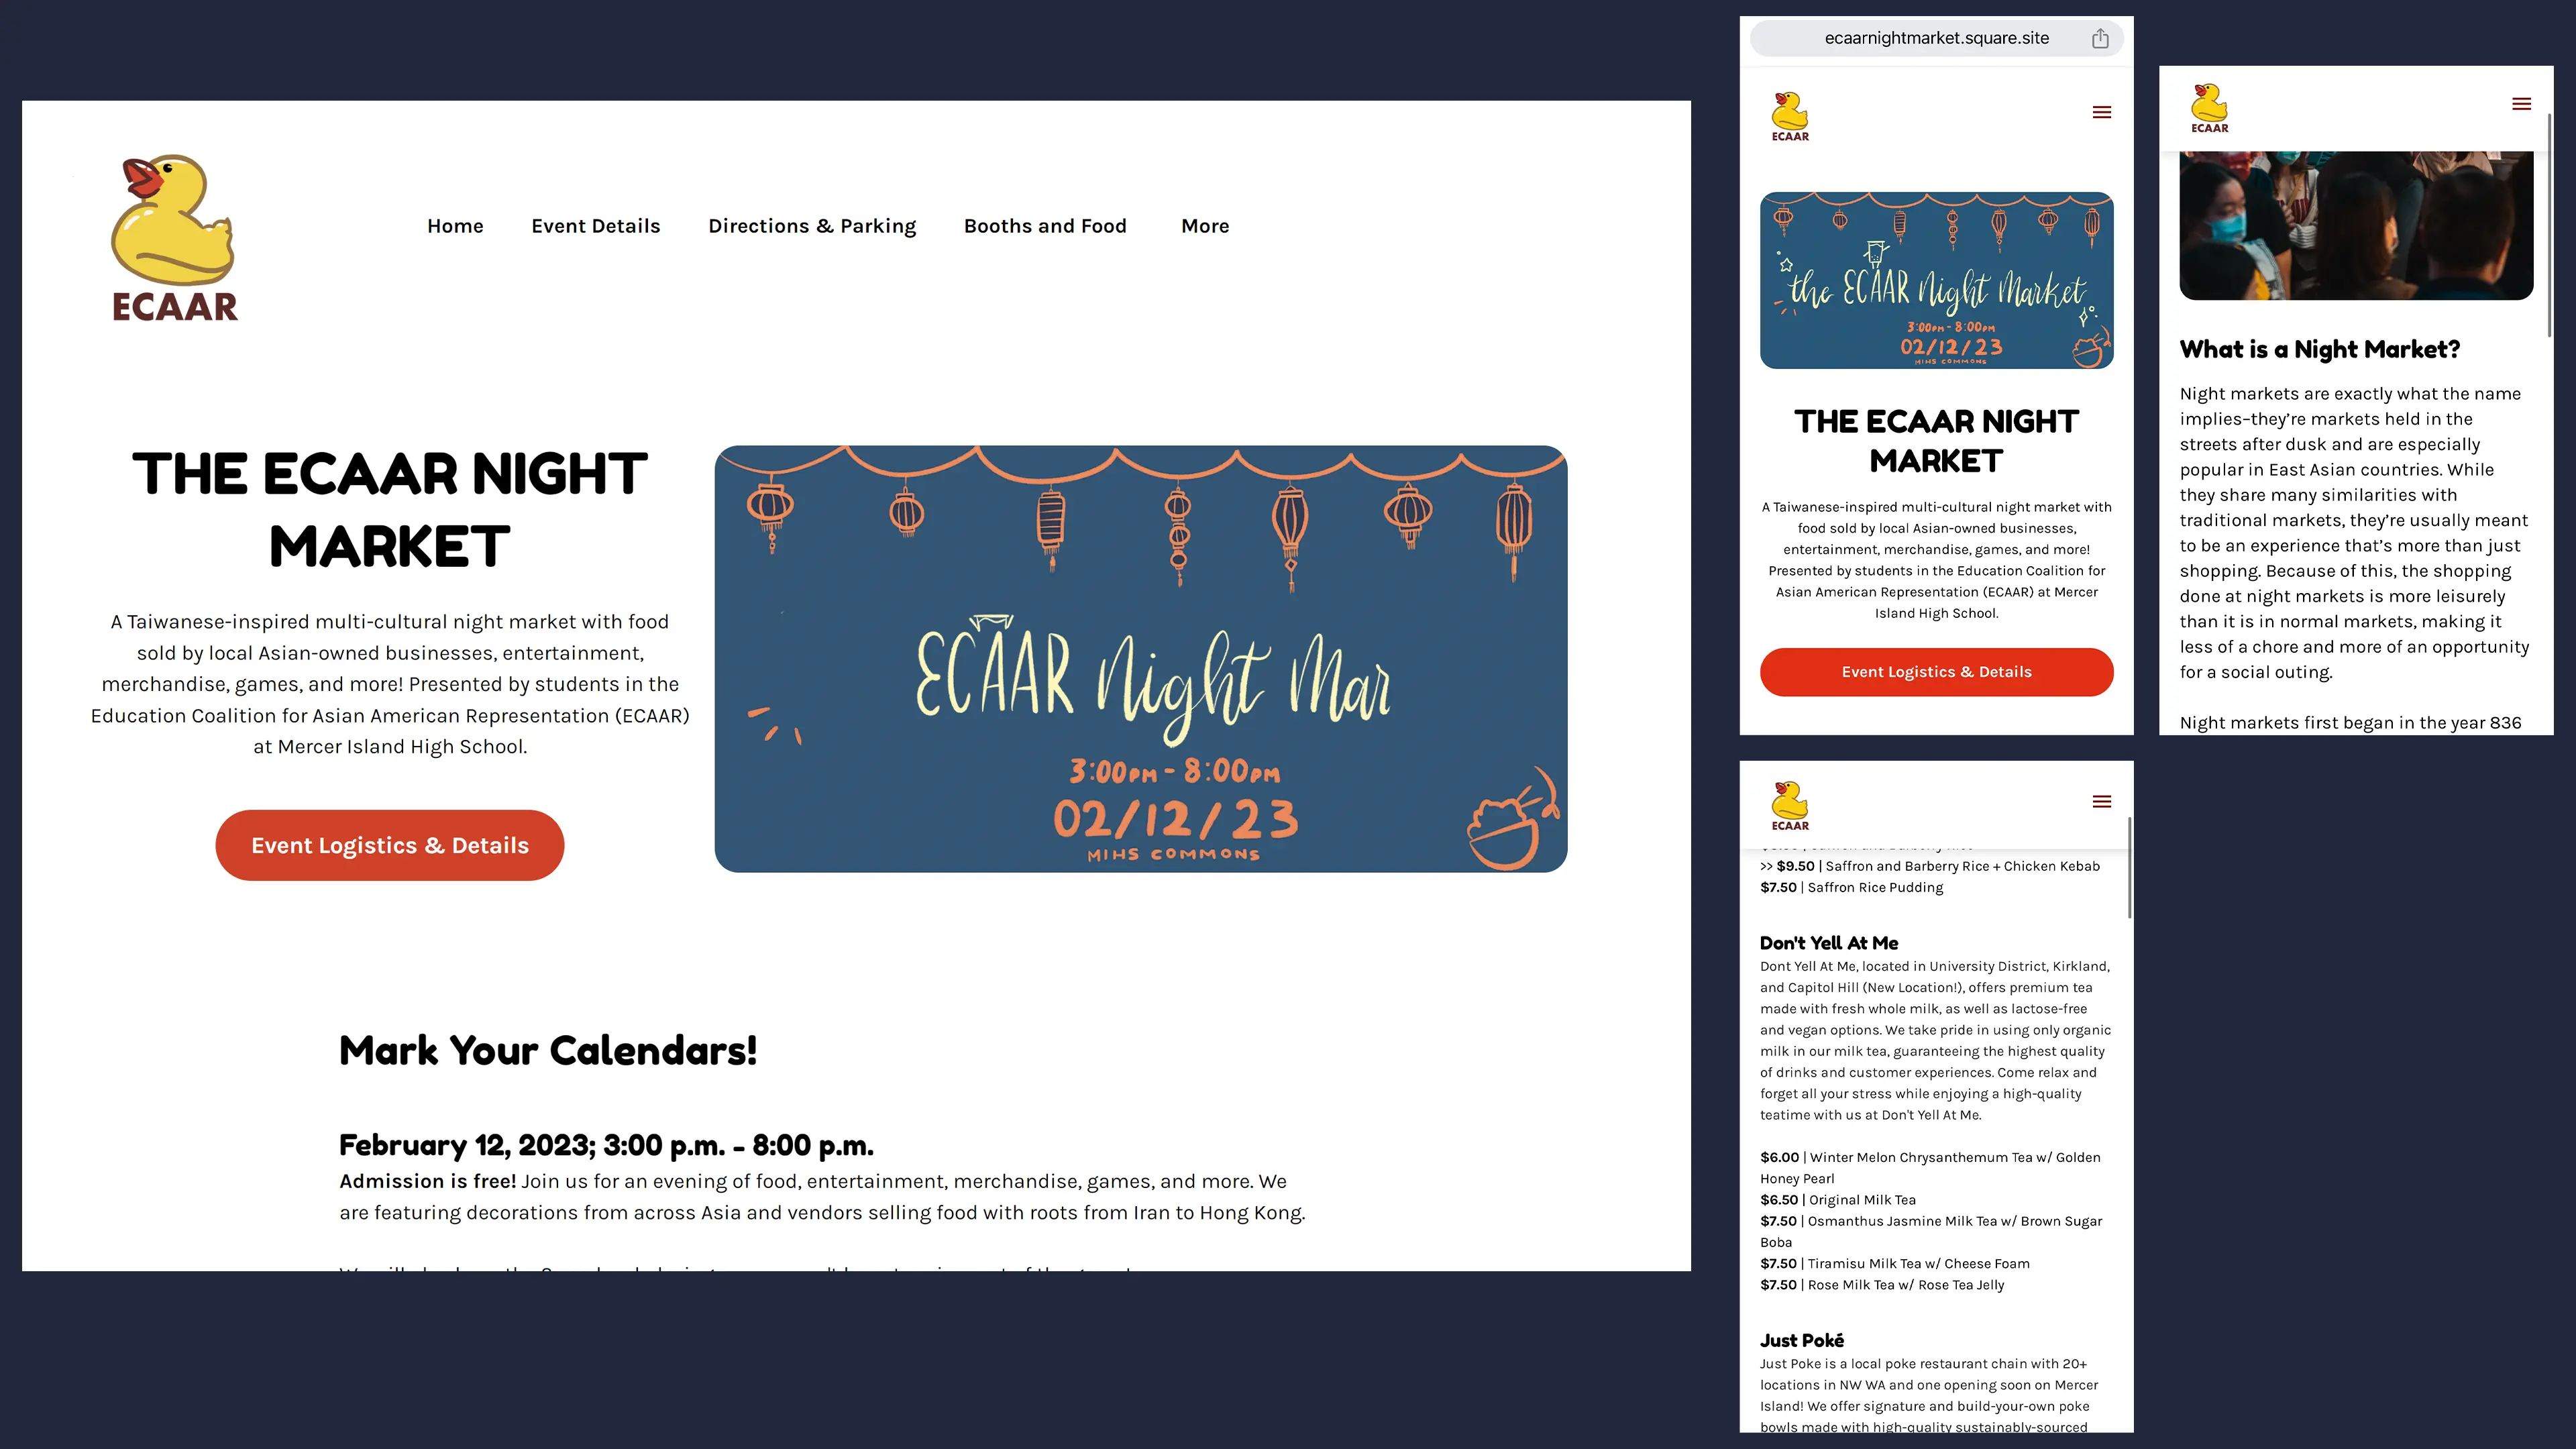 ECAAR
Home
Event Details
Directions & Parking
Booths and Food
More
THE ECAAR NIGHT
MARKET
A Taiwanese-inspired multi-cultural night market with food
sold by local Asian-owned businesses, entertainment,
merchandise, games, and more! Presented by students in the
Education Coalition for Asian American Representation (ECAAR)
at Mercer Island High School.
Event Logistics & Details
ECAAR Night Mar
3:00PM - 8:00PM
02/12/23
MIHS COMMONS
Mark Your Calendars!
February 12, 2023; 3:00 p.m. - 8:00 p.m.
Admission is free! Join us for an evening of food, entertainment, merchandise, games, and more. We
are featuring decorations from across Asia and vendors selling food with roots from Iran to Hong Kong.
ecaarnightmarket.square.site
ECAAR
the ECAAR Night Market
3:00PM - 8:00PM
02/12/23
MIHS COMMONS
THE ECAAR NIGHT
MARKET
A Taiwanese-inspired multi-cultural night market with
food sold by local Asian-owned businesses,
entertainment, merchandise, games, and more!
Presented by students in the Education Coalition for
Asian American Representation (ECAAR) at Mercer
Island High School.
Event Logistics & Details
ECAAR
What is a Night Market?
Night markets are exactly what the name
implies–they're markets held in the
streets after dusk and are especially
popular in East Asian countries. While
they share many similarities with
traditional markets, they're usually meant
to be an experience that's more than just
shopping. Because of this, the shopping
done at night markets is more leisurely
than it is in normal markets, making it
less of a chore and more of an opportunity
for a social outing.
Night markets first began in the year 836
ECAAR
>> $9.50 | Saffron and Barberry Rice + Chicken Kebab
$7.50 | Saffron Rice Pudding
Don't Yell At Me
Dont Yell At Me, located in University District, Kirkland,
and Capitol Hill (New Location!), offers premium tea
made with fresh whole milk, as well as lactose-free
and vegan options. We take pride in using only organic
milk in our milk tea, guaranteeing the highest quality
of drinks and customer experiences. Come relax and
forget all your stress while enjoying a high-quality
teatime with us at Don't Yell At Me.
$6.00 | Winter Melon Chrysanthemum Tea w/ Golden
Honey Pearl
$6.50 | Original Milk Tea
$7.50 | Osmanthus Jasmine Milk Tea w/ Brown Sugar
Boba
$7.50 | Tiramisu Milk Tea w/ Cheese Foam
$7.50 | Rose Milk Tea w/ Rose Tea Jelly
Just Poké
Just Poke is a local poke restaurant chain with 20+
locations in NW WA and one opening soon on Mercer
Island! We offer signature and build-your-own poke
bowls made with high-quality sustainably-sourced